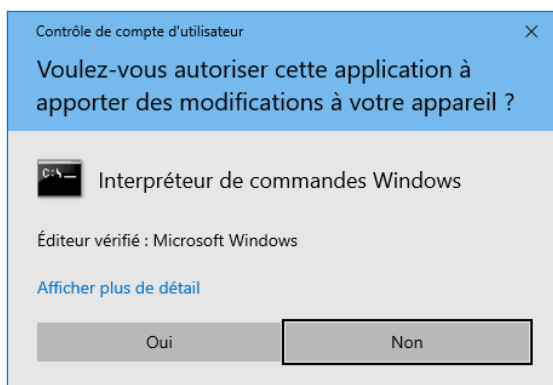 Contrôle de compte d'utilisateur
Voulez-vous autoriser cette application à
apporter des modifications à votre appareil ?
C:\_
Interpréteur de commandes Windows
Éditeur vérifié : Microsoft Windows
Afficher plus de détail
Oui
Non